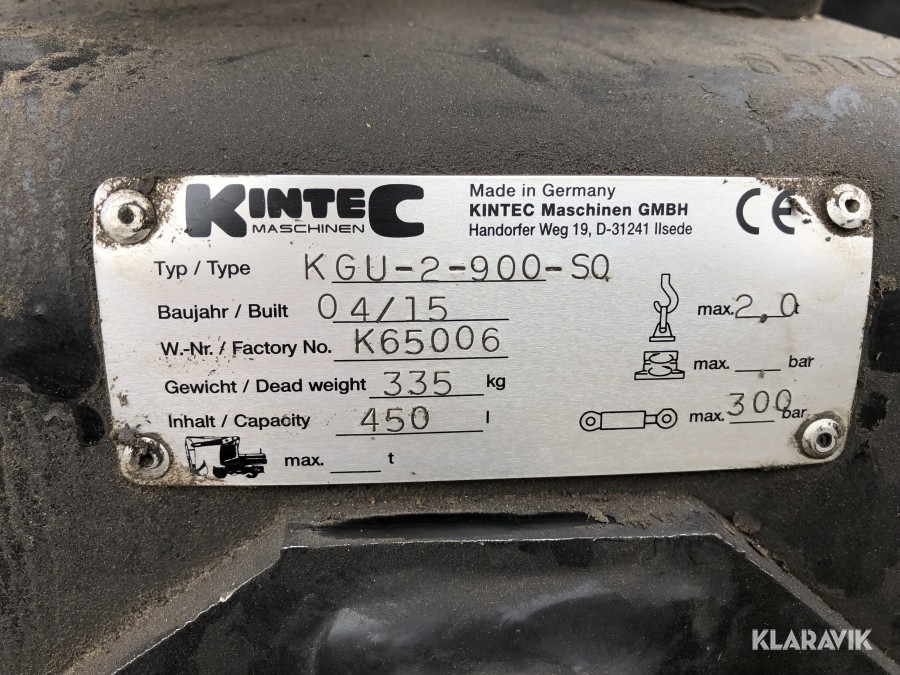 KINTEC
MASCHINEN
Made in Germany
KINTEC Maschinen GMBH
Handorfer Weg 19, D-31241 Ilsede
CE
Typ / Type KGU-2-900-SQ
Baujahr / Built 04/15
W.-Nr. / Factory No. K65006
Gewicht / Dead weight 335 kg
Inhalt / Capacity 450 l
max. ___ t
max. 2,0 t
max. ___ bar
max. 300 bar
KLARAVIK